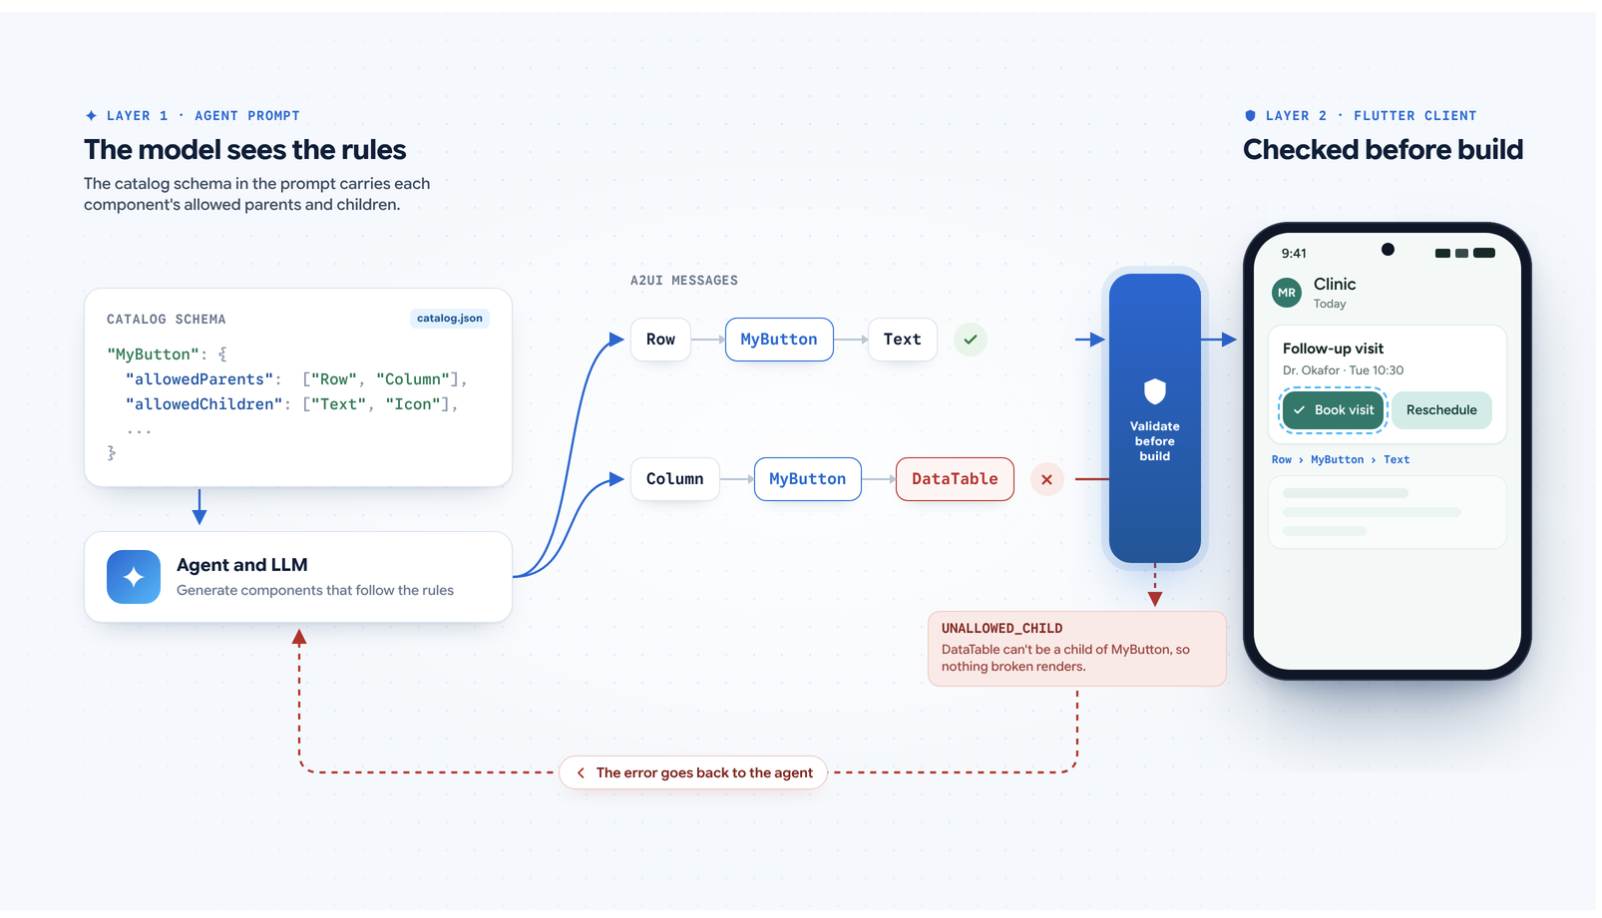 LAYER 1 · AGENT PROMPT
The model sees the rules
The catalog schema in the prompt carries each
component's allowed parents and children.
CATALOG SCHEMA
catalog.json
"MyButton": {
"allowedParents": ["Row", "Column"],
"allowedChildren": ["Text", "Icon"],
...
}
Agent and LLM
Generate components that follow the rules
A2UI MESSAGES
Row
MyButton
Text
Column
MyButton
DataTable
Validate
before
build
UNALLOWED_CHILD
DataTable can't be a child of MyButton, so
nothing broken renders.
The error goes back to the agent
LAYER 2 · FLUTTER CLIENT
Checked before build
9:41
MR
Clinic
Today
Follow-up visit
Dr. Okafor · Tue 10:30
Book visit
Reschedule
Row › MyButton › Text